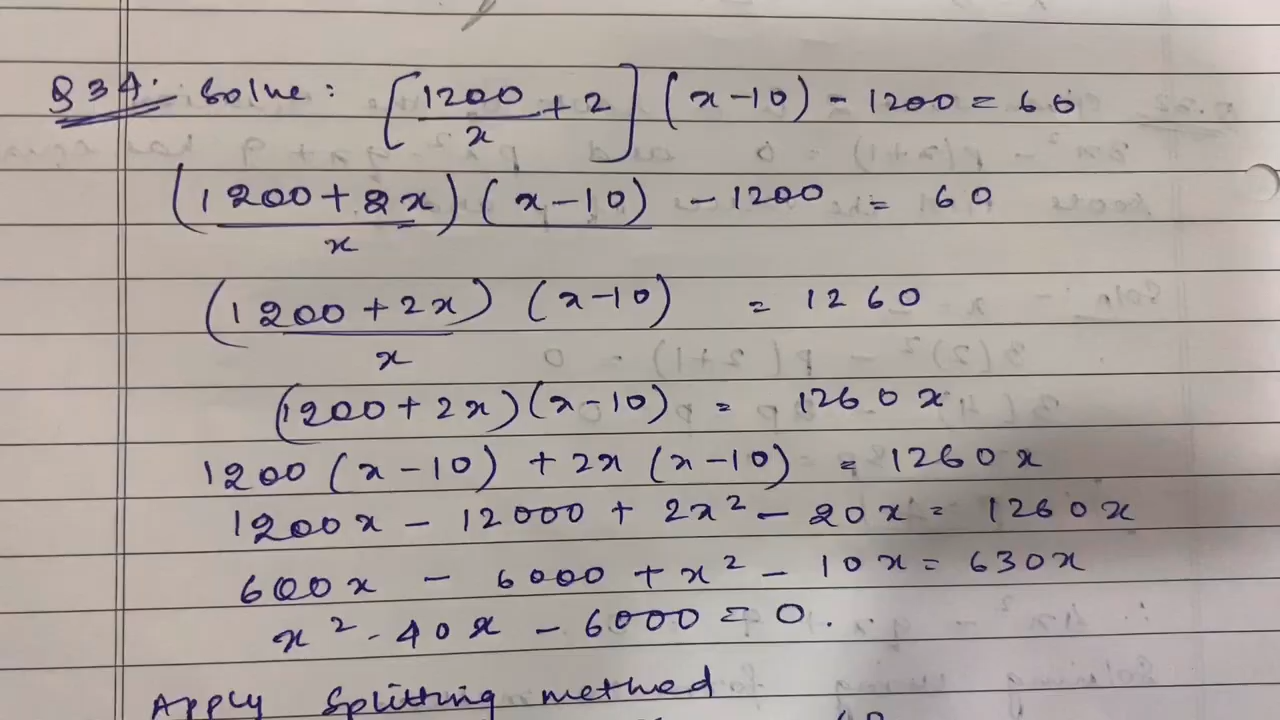 Q34. Solve: [1200/x + 2] (x-10) - 1200 = 60
(1200+2x/x) (x-10) - 1200 = 60
(1200+2x/x) (x-10) = 1260
(1200+2x)(x-10) = 1260x
1200(x-10) + 2x(x-10) = 1260x
1200x - 12000 + 2x² - 20x = 1260x
600x - 6000 + x² - 10x = 630x
x² - 40x - 6000 = 0.
Apply Splitting method